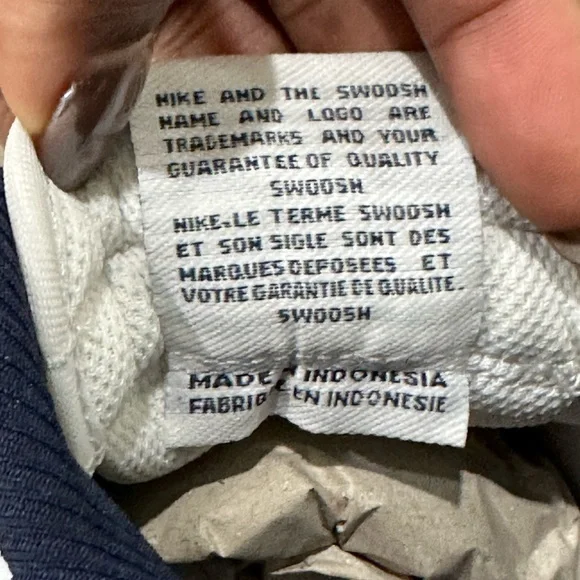 NIKE AND THE SWOOSH
NAME AND LOGO ARE
TRADEMARKS AND YOUR
GUARANTEE OF QUALITY
SWOOSH
NIKE.LE TERME SWOOSH
ET SON SIGLE SONT DES
MARQUES DEPOSEES ET
VOTRE GARANTIE DE QUALITE.
SWOOSH
MADE INDONESIA
EN INDONESIE